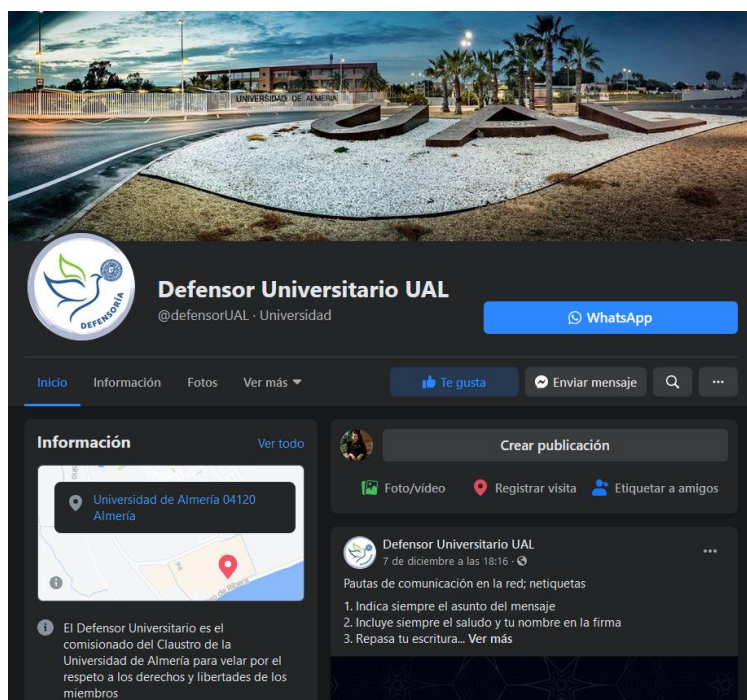 UNIVERSIDAD DE ALMERÍA
UAL
DEFENSORÍA
Defensor Universitario UAL
@defensorUAL · Universidad
WhatsApp
Inicio
Información
Fotos
Ver más
Te gusta
Enviar mensaje
Información
Ver todo
Universidad de Almería 04120
Almería
El Defensor Universitario es el
comisionado del Claustro de la
Universidad de Almería para velar por el
respeto a los derechos y libertades de los
miembros
Crear publicación
Foto/vídeo
Registrar visita
Etiquetar a amigos
Defensor Universitario UAL
7 de diciembre a las 18:16 ·
Pautas de comunicación en la red; netiquetas
1. Indica siempre el asunto del mensaje
2. Incluye siempre el saludo y tu nombre en la firma
3. Repasa tu escritura... Ver más